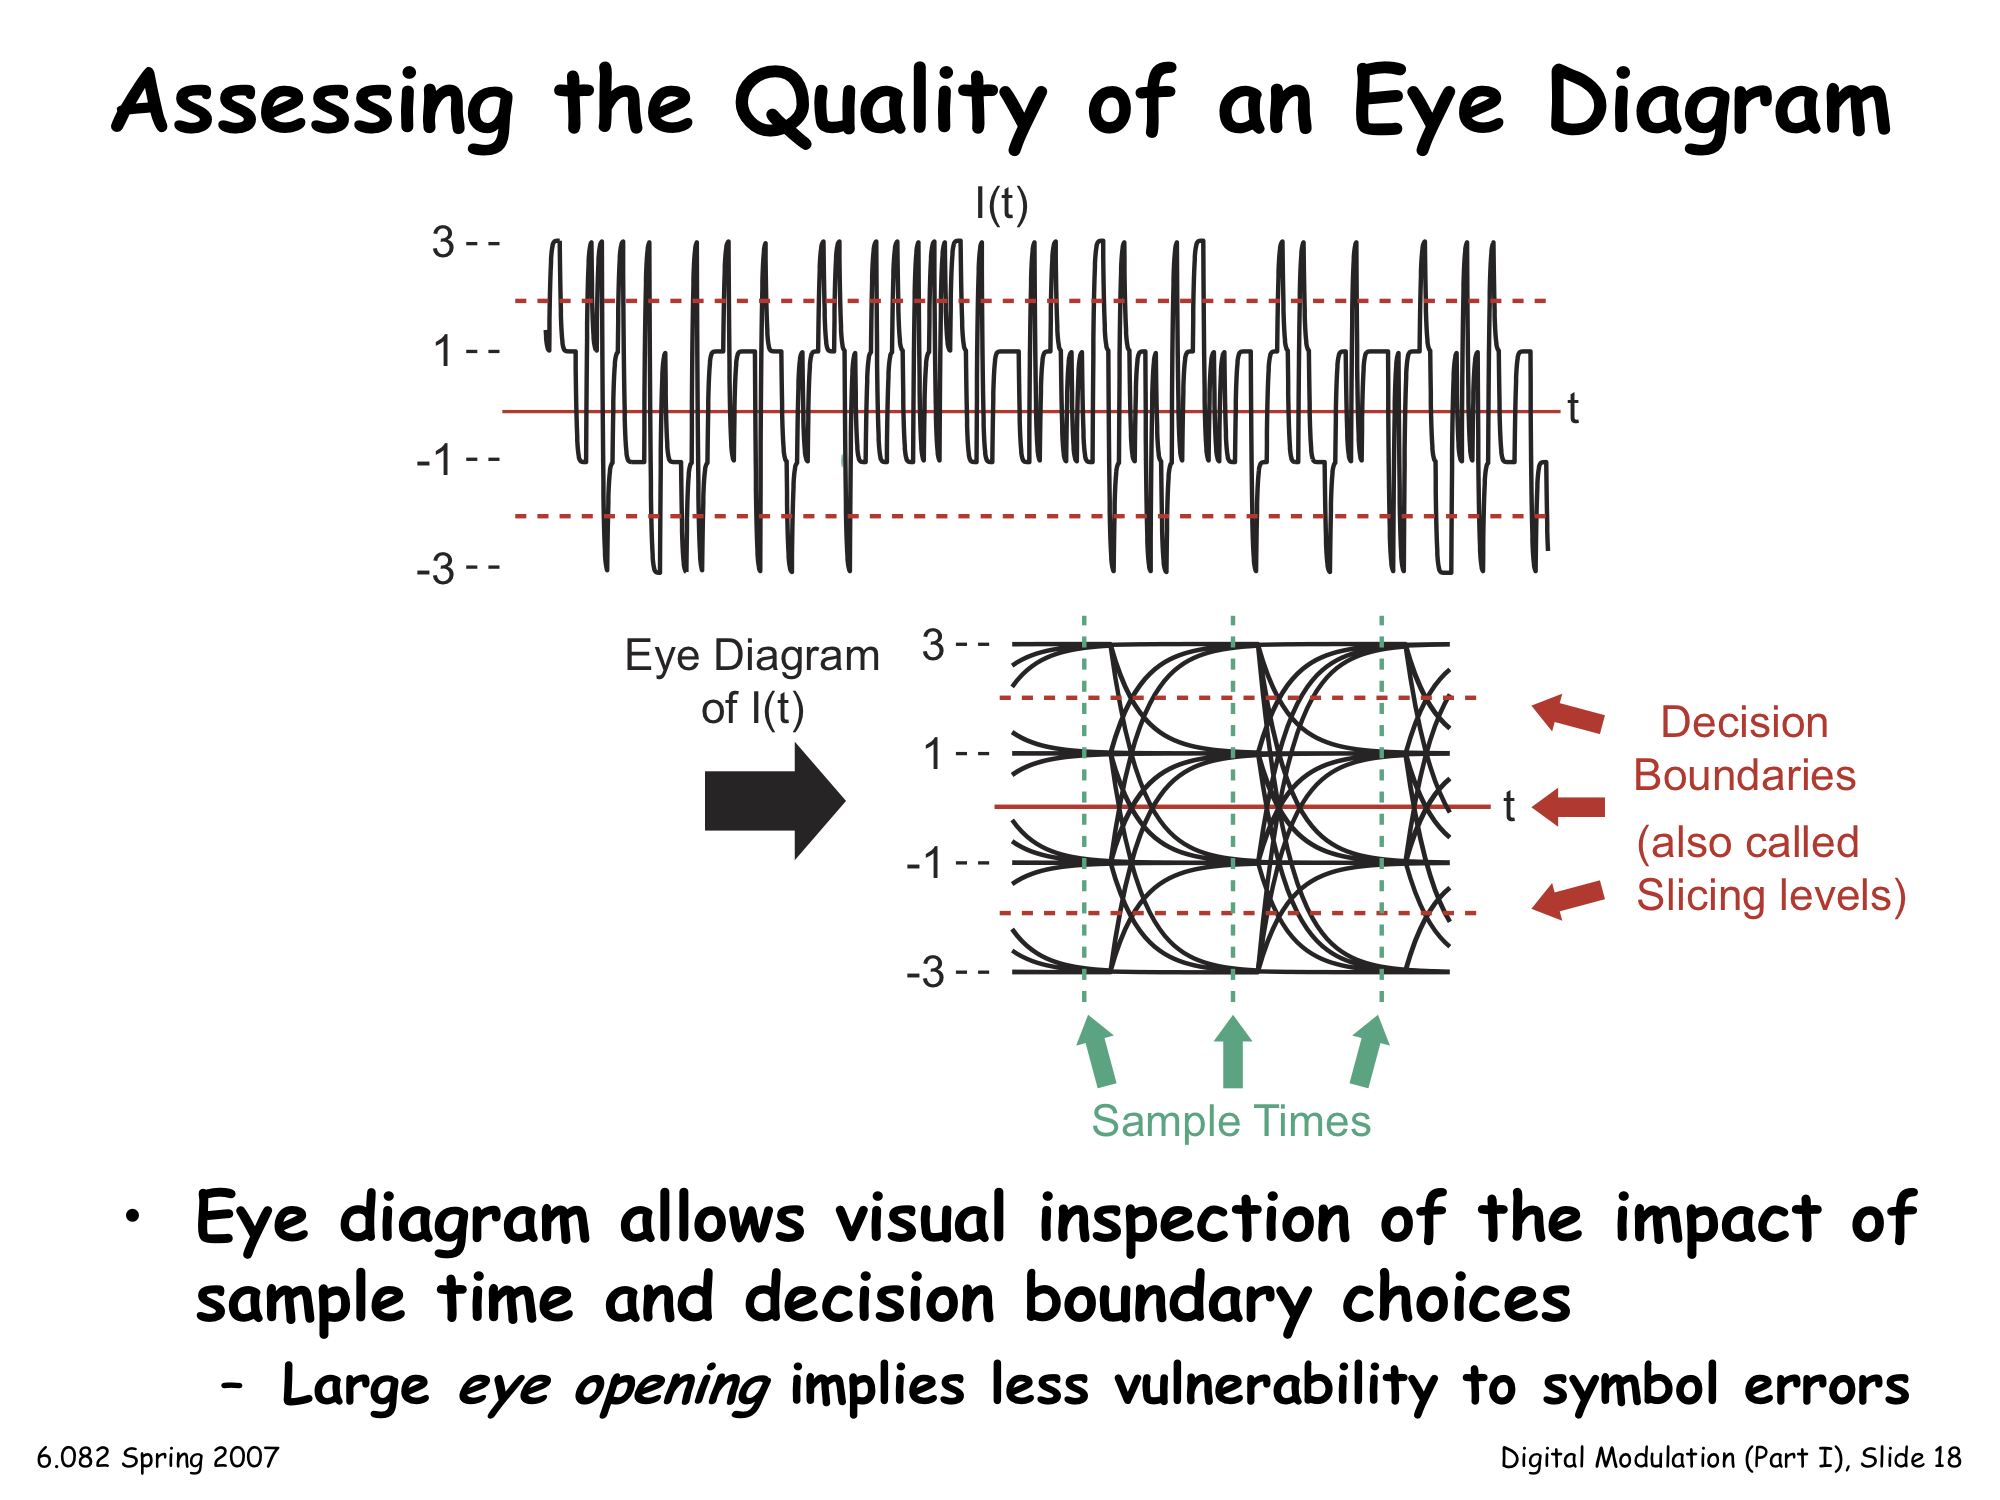 Assessing the Quality of an Eye Diagram
I(t)
3
1
t
-1
-3
Eye Diagram
of I(t)
3
1
t
-1
-3
Decision
Boundaries
(also called
Slicing levels)
Sample Times
• Eye diagram allows visual inspection of the impact of
sample time and decision boundary choices
– Large eye opening implies less vulnerability to symbol errors
6.082 Spring 2007
Digital Modulation (Part I), Slide 18